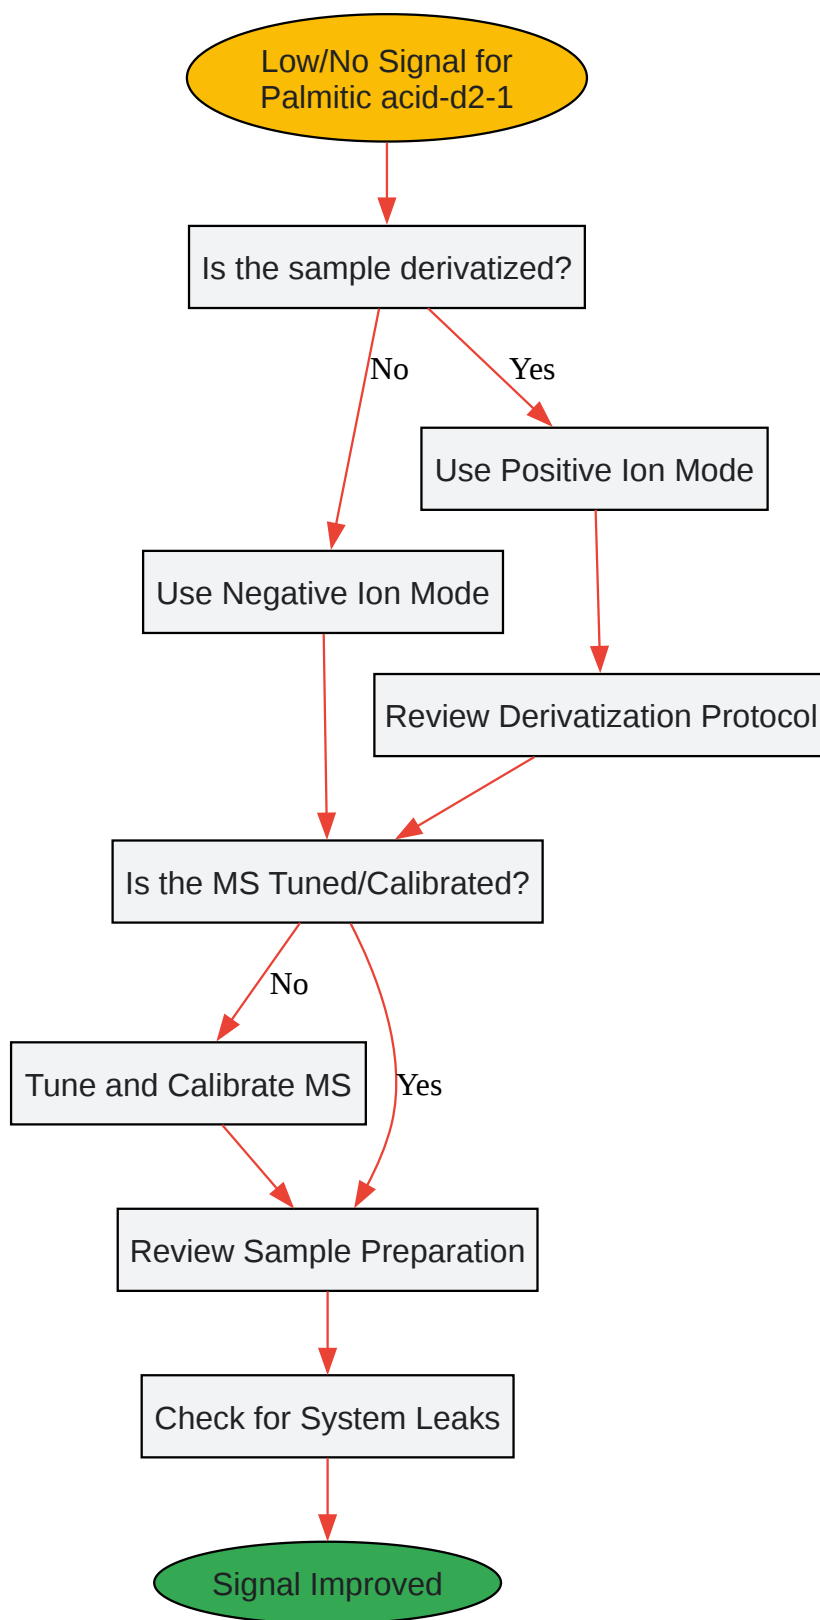 Low/No Signal for
Palmitic acid-d2-1
Is the sample derivatized?
No
Yes
Use Positive Ion Mode
Use Negative Ion Mode
Review Derivatization Protocol
Is the MS Tuned/Calibrated?
No
Tune and Calibrate MS
Yes
Review Sample Preparation
Check for System Leaks
Signal Improved